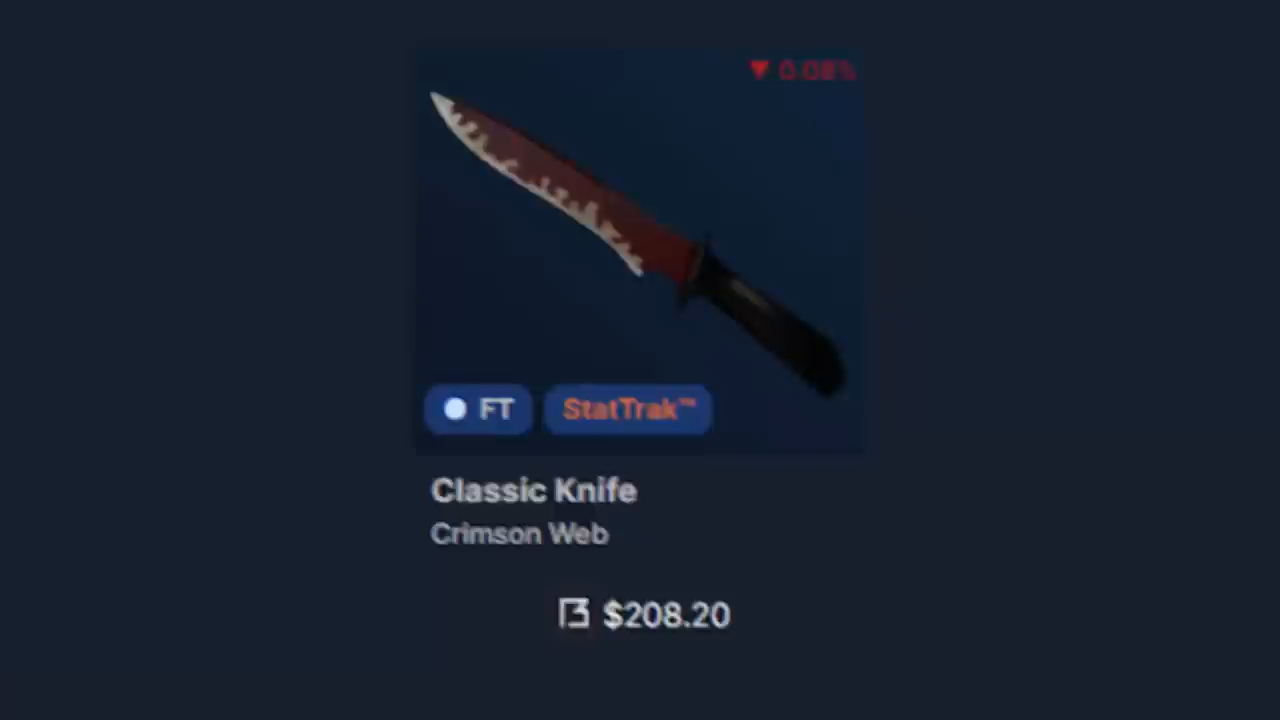 0.08%
FT
StatTrak™
Classic Knife
Crimson Web
$208.20